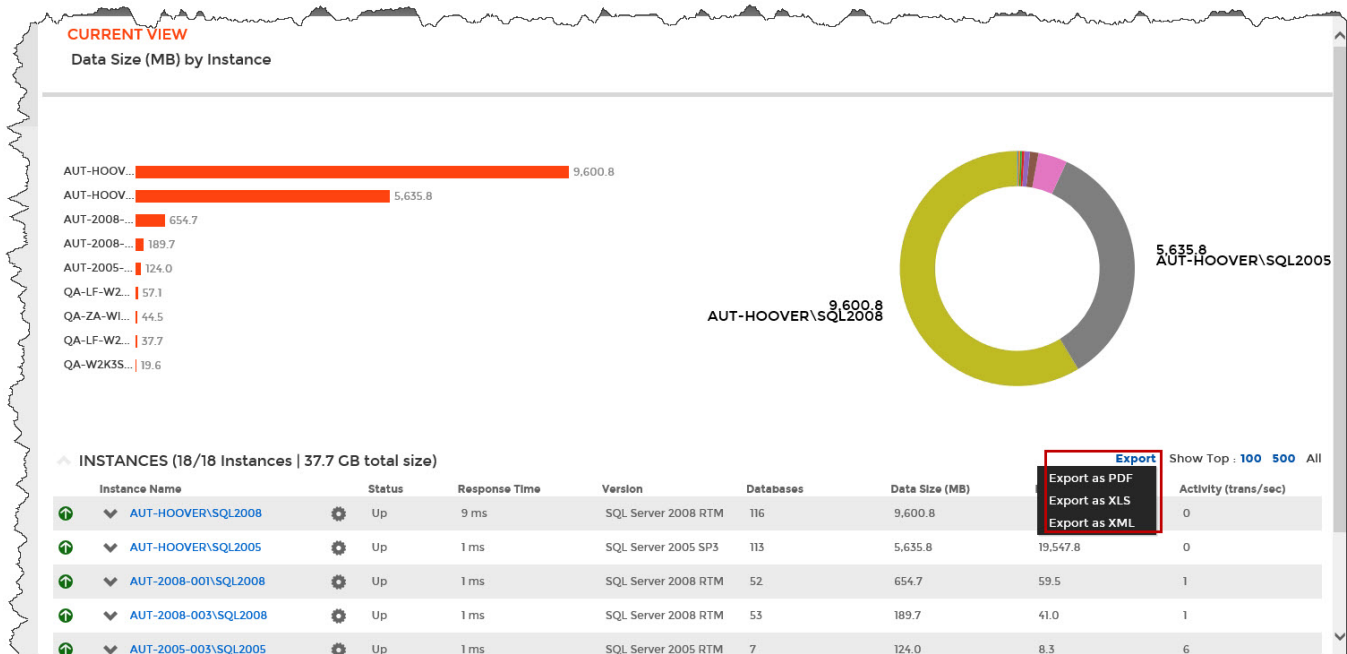 CURRENT VIEW
Data Size (MB) by Instance
AUT-HOOV... 9,600.8
AUT-HOOV... 5,635.8
AUT-2008-... 654.7
AUT-2008-... 189.7
AUT-2005-... 124.0
QA-LF-W2... 57.1
QA-ZA-WI... 44.5
QA-LF-W2... 37.7
QA-W2K3S... 19.6
5,635.8
AUT-HOOVER\SQL2005
9,600.8
AUT-HOOVER\SQL2008
INSTANCES (18/18 Instances | 37.7 GB total size)
Export Show Top : 100 500 All
Export as PDF
Export as XLS
Export as XML
Instance Name Status Response Time Version Databases Data Size (MB) Activity (trans/sec)
AUT-HOOVER\SQL2008 Up 9 ms SQL Server 2008 RTM 116 9,600.8 0
AUT-HOOVER\SQL2005 Up 1 ms SQL Server 2005 SP3 113 5,635.8 19,547.8 0
AUT-2008-001\SQL2008 Up 1 ms SQL Server 2008 RTM 52 654.7 59.5 1
AUT-2008-003\SQL2008 Up 1 ms SQL Server 2008 RTM 53 189.7 41.0 1
AUT-2005-003\SQL2005 Up 1 ms SQL Server 2005 RTM 7 124.0 8.3 6